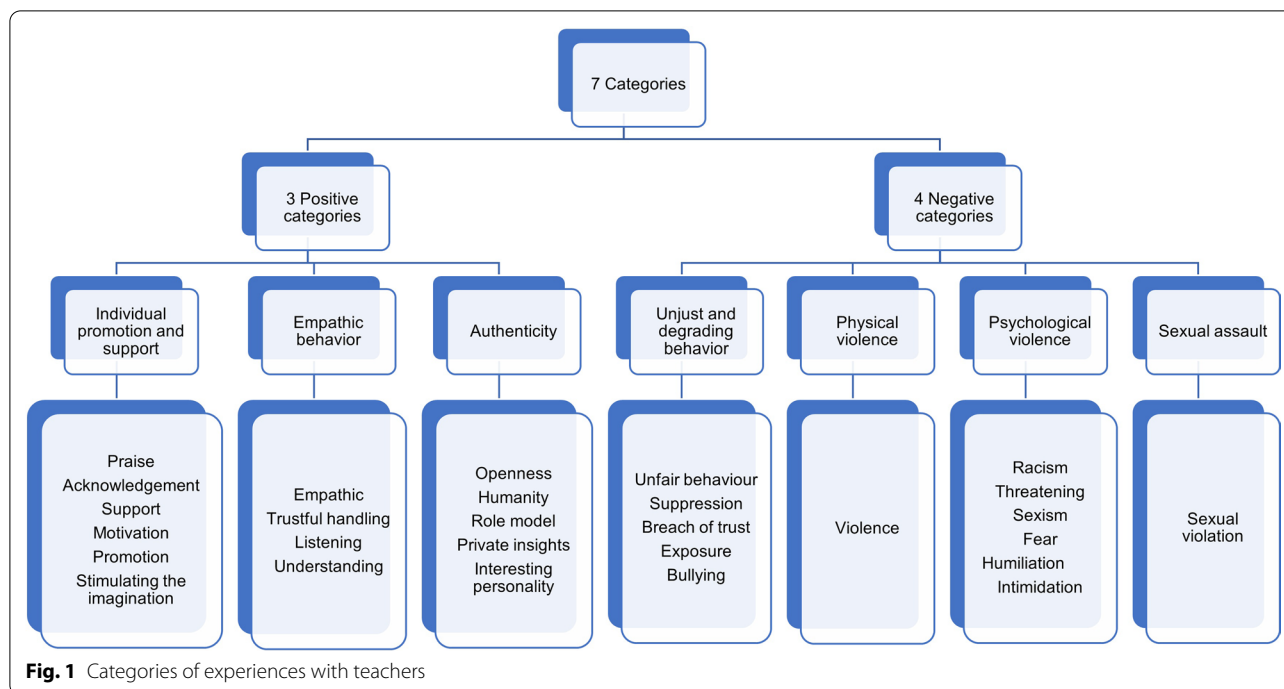 7 Categories
3 Positive
categories
4 Negative
categories
Individual
promotion and
support
Empathic
behavior
Authenticity
Unjust and
degrading
behavior
Physical
violence
Psychological
violence
Sexual assault
Praise
Acknowledgement
Support
Motivation
Promotion
Stimulating the
imagination
Empathic
Trustful handling
Listening
Understanding
Openness
Humanity
Role model
Private insights
Interesting
personality
Unfair behaviour
Suppression
Breach of trust
Exposure
Bullying
Violence
Racism
Threatening
Sexism
Fear
Humiliation
Intimidation
Sexual
violation
Fig. 1 Categories of experiences with teachers